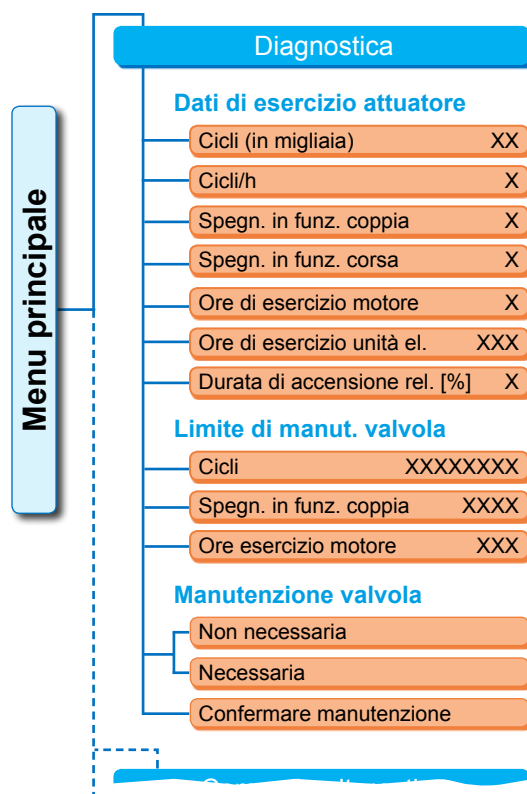 Menu principale
Diagnostica
Dati di esercizio attuatore
Cicli (in migliaia) XX
Cicli/h X
Spegn. in funz. coppia X
Spegn. in funz. corsa X
Ore di esercizio motore X
Ore di esercizio unità el. XXX
Durata di accensione rel. [%] X
Limite di manut. valvola
Cicli XXXXXXXX
Spegn. in funz. coppia XXXX
Ore esercizio motore XXX
Manutenzione valvola
Non necessaria
Necessaria
Confermare manutenzione